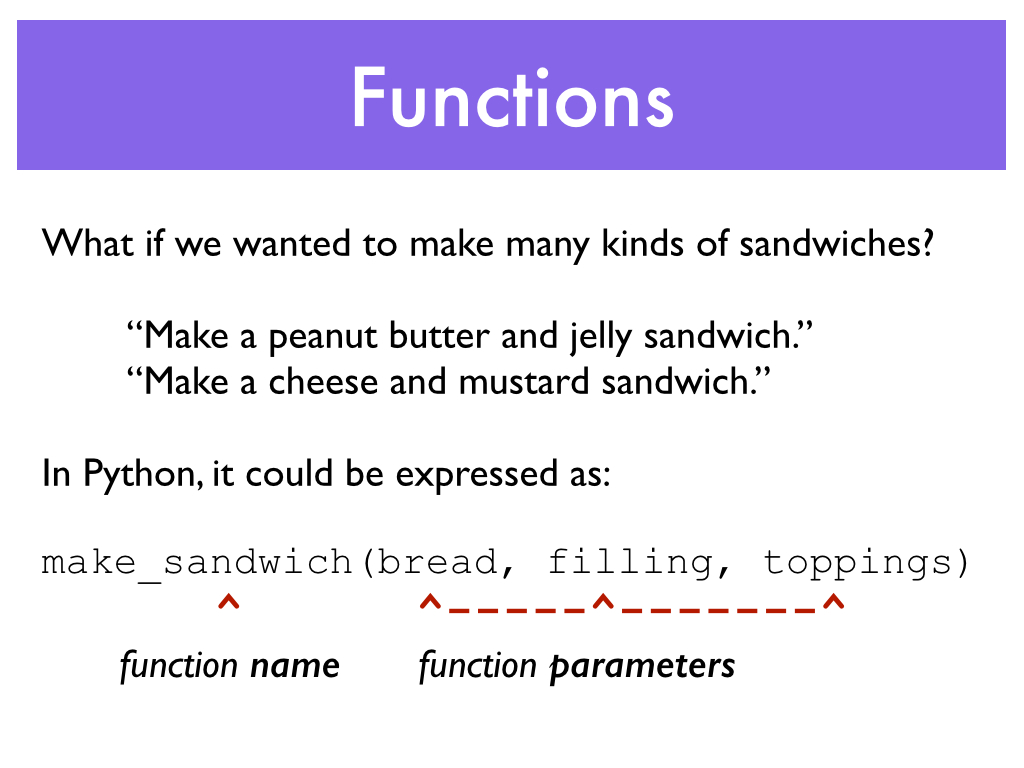 Functions
What if we wanted to make many kinds of sandwiches?
“Make a peanut butter and jelly sandwich.”
“Make a cheese and mustard sandwich.”
In Python, it could be expressed as:
make_sandwich(bread, filling, toppings)
^ ^-----^-------^
function name function parameters